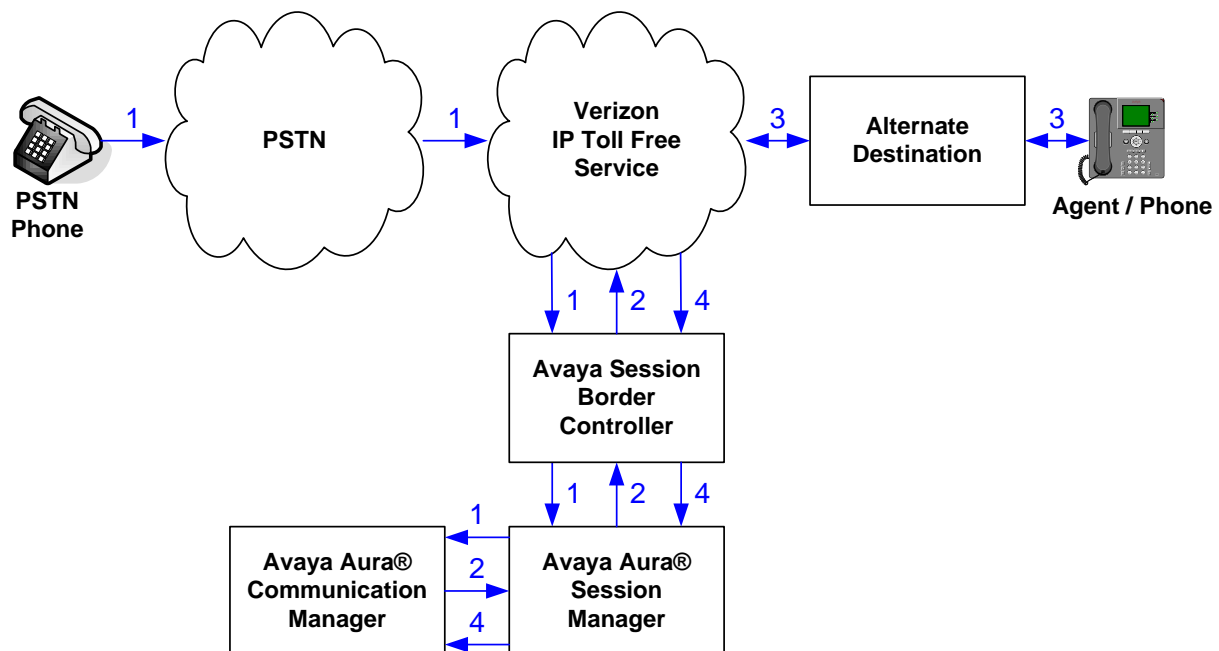 1
PSTN
Phone
PSTN
1
Verizon
IP Toll Free
Service
3
Alternate
Destination
3
Agent / Phone
1
2
4
Avaya Session
Border
Controller
1
2
4
Avaya Aura®
Communication
Manager
1
2
4
Avaya Aura®
Session
Manager